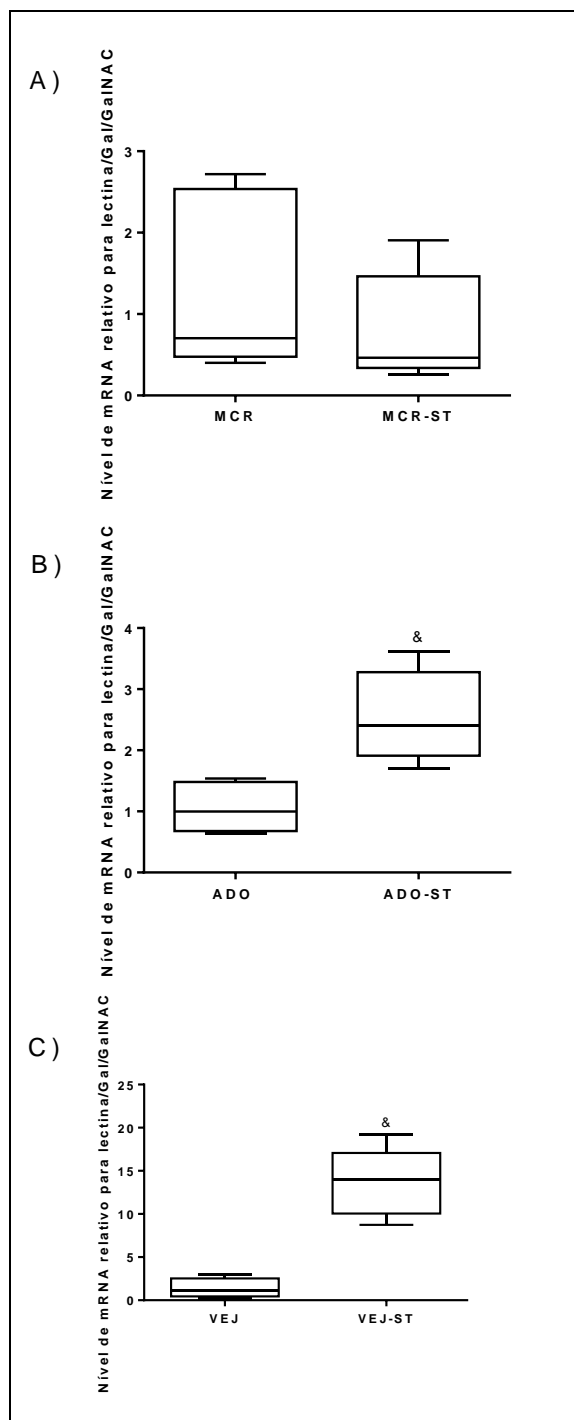 A)
Nível de mRNA relativo para lectina/Gal/GalNAC
3
2
1
0
MCR MCR-ST
B)
Nível de mRNA relativo para lectina/Gal/GalNAC
&
4
3
2
1
0
ADO ADO-ST
C)
Nível de mRNA relativo para lectina/Gal/GalNAC
&
25
20
15
10
5
0
VEJ VEJ-ST